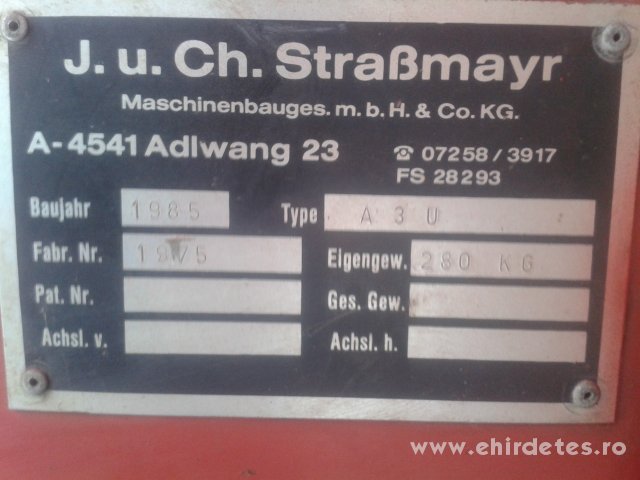 J. u. Ch. Straßmayr
Maschinenbauges. m. b. H. & Co. KG.
A-4541 Adlwang 23 ☎ 07258/3917
FS 28293
Baujahr 1985 Type A 3 U
Fabr. Nr. 1975 Eigengew. 280 KG
Pat. Nr. Ges. Gew.
Achsl. v. Achsl. h.
www.ehirdetes.ro